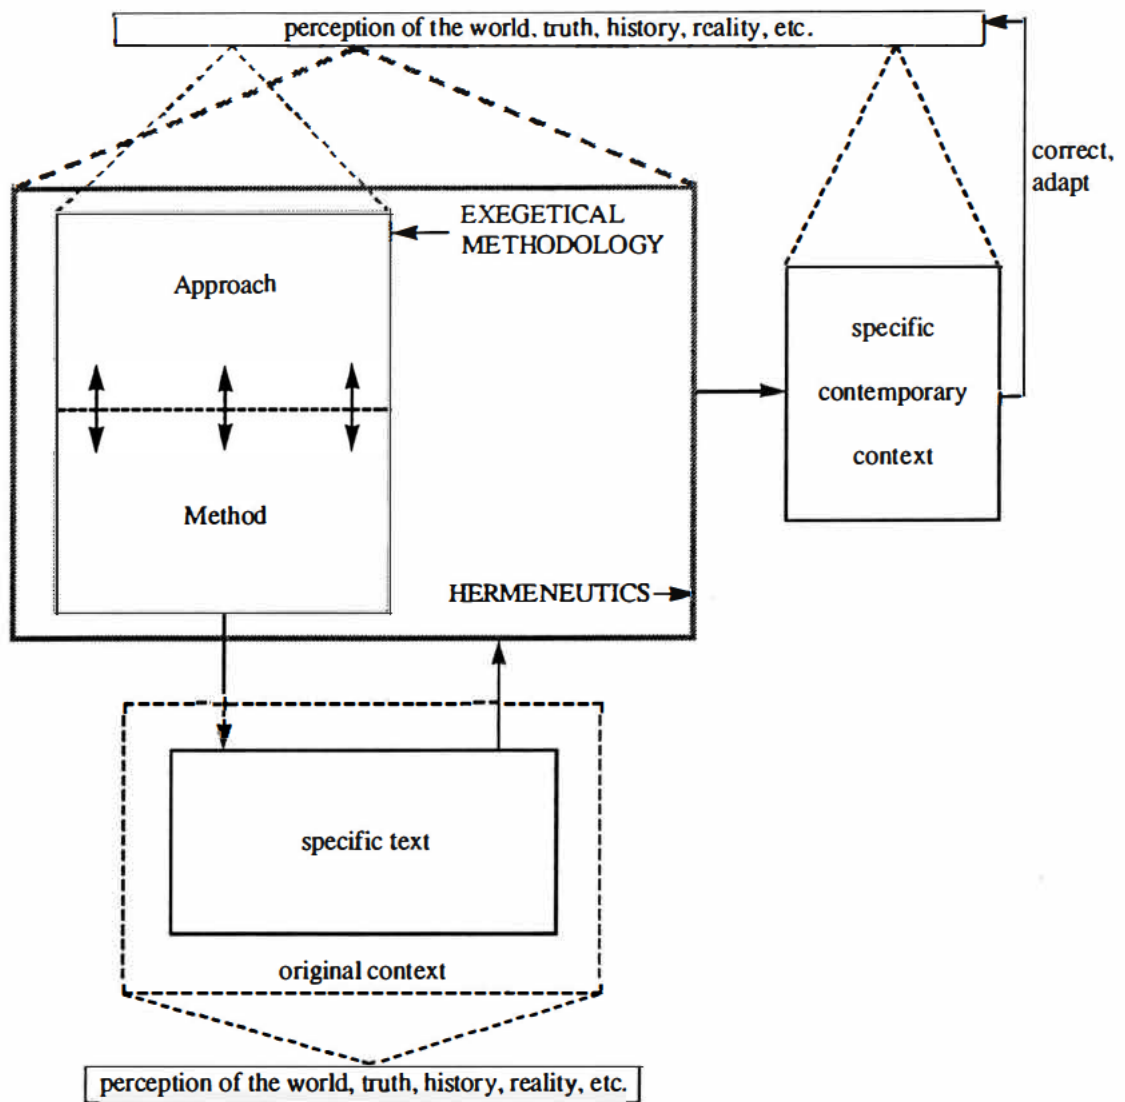 perception of the world, truth, history, reality, etc.
correct,
adapt
EXEGETICAL
METHODOLOGY
Approach
specific
contemporary
context
Method
HERMENEUTICS
specific text
original context
perception of the world, truth, history, reality, etc.